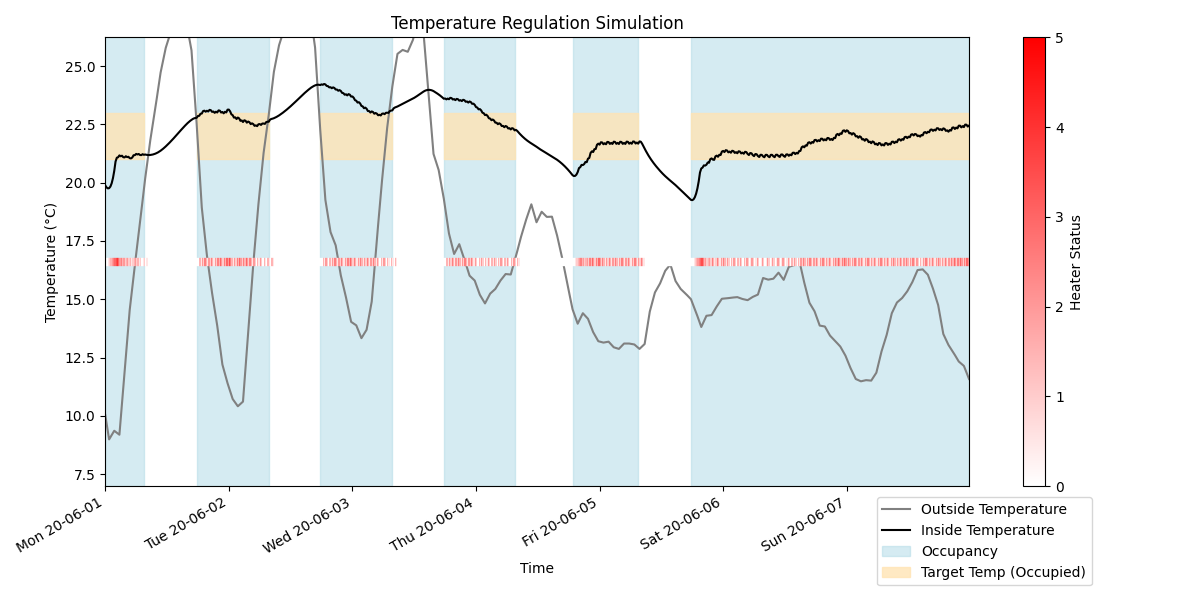 Temperature Regulation Simulation
Temperature (°C)
25.0
22.5
20.0
17.5
15.0
12.5
10.0
7.5
Mon 20-06-01
Tue 20-06-02
Wed 20-06-03
Thu 20-06-04
Fri 20-06-05
Sat 20-06-06
Sun 20-06-07
Time
5
4
3
2
1
0
Heater Status
Outside Temperature
Inside Temperature
Occupancy
Target Temp (Occupied)